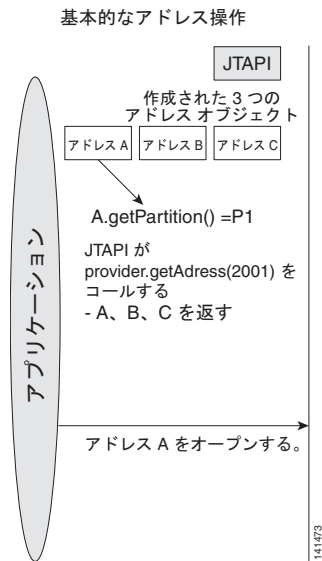 基本的なアドレス操作
JTAPI
作成された 3 つの
アドレス オブジェクト
アドレス A アドレス B アドレス C
A.getPartition() =P1
JTAPI が
provider.getAdress(2001) を
コールする
- A、B、C を返す
アプリケーション
アドレス A をオープンする。
141473